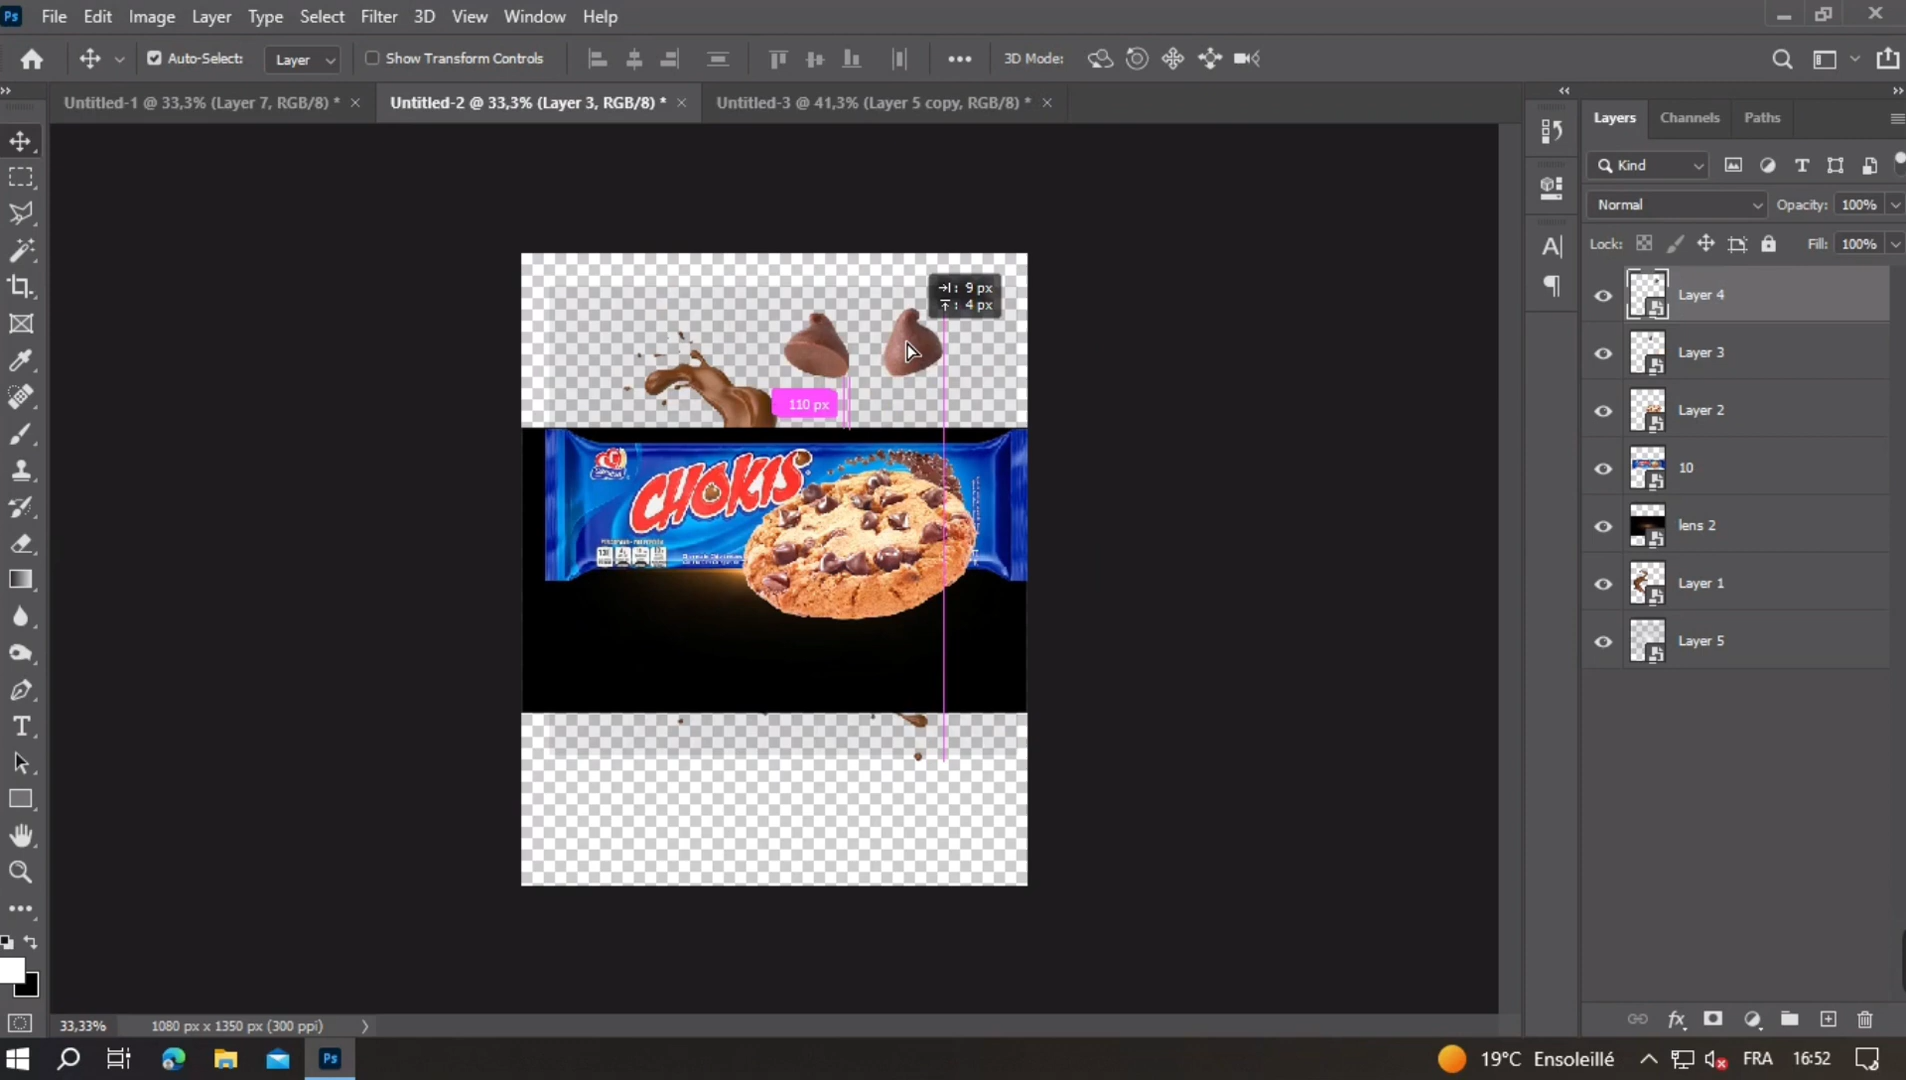 Ps File Edit Image Layer Type Select Filter 3D View Window Help
Auto-Select: Layer Show Transform Controls 3D Mode:
Untitled-1 @ 33,3% (Layer 7, RGB/8) * Untitled-2 @ 33,3% (Layer 3, RGB/8) * Untitled-3 @ 41,3% (Layer 5 copy, RGB/8) *
Layers Channels Paths
Kind
Normal Opacity: 100%
Lock: Fill: 100%
Layer 4
Layer 3
Layer 2
10
lens 2
Layer 1
Layer 5
: 9 px
: 4 px
110 px
CHOKIS
33,33% 1080 px x 1350 px (300 ppi)
Ps 19°C Ensoleillé FRA 16:52